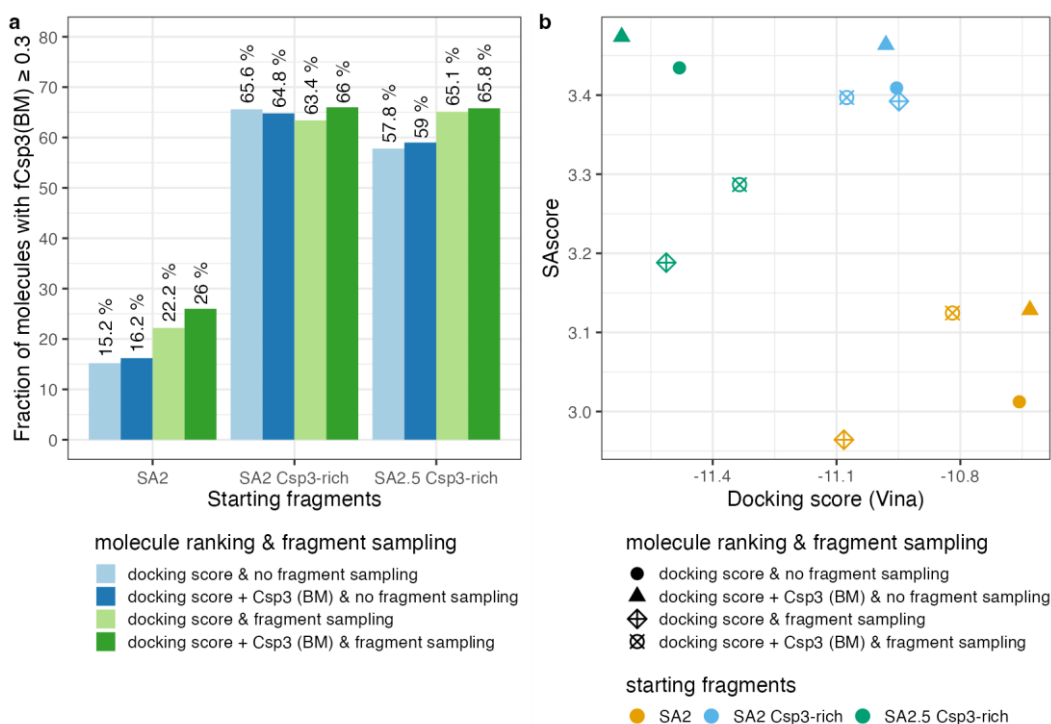 a
Fraction of molecules with fCsp3(BM) ≥ 0.3
80
70
60
50
40
30
20
10
0
15.2 %
16.2 %
22.2 %
26 %
65.6 %
64.8 %
63.4 %
66 %
57.8 %
59 %
65.1 %
65.8 %
SA2
SA2 Csp3-rich
SA2.5 Csp3-rich
Starting fragments
molecule ranking & fragment sampling
docking score & no fragment sampling
docking score + Csp3 (BM) & no fragment sampling
docking score & fragment sampling
docking score + Csp3 (BM) & fragment sampling
b
SAscore
3.4
3.3
3.2
3.1
3.0
-11.4
-11.1
-10.8
Docking score (Vina)
molecule ranking & fragment sampling
docking score & no fragment sampling
docking score + Csp3 (BM) & no fragment sampling
docking score & fragment sampling
docking score + Csp3 (BM) & fragment sampling
starting fragments
SA2 SA2 Csp3-rich SA2.5 Csp3-rich